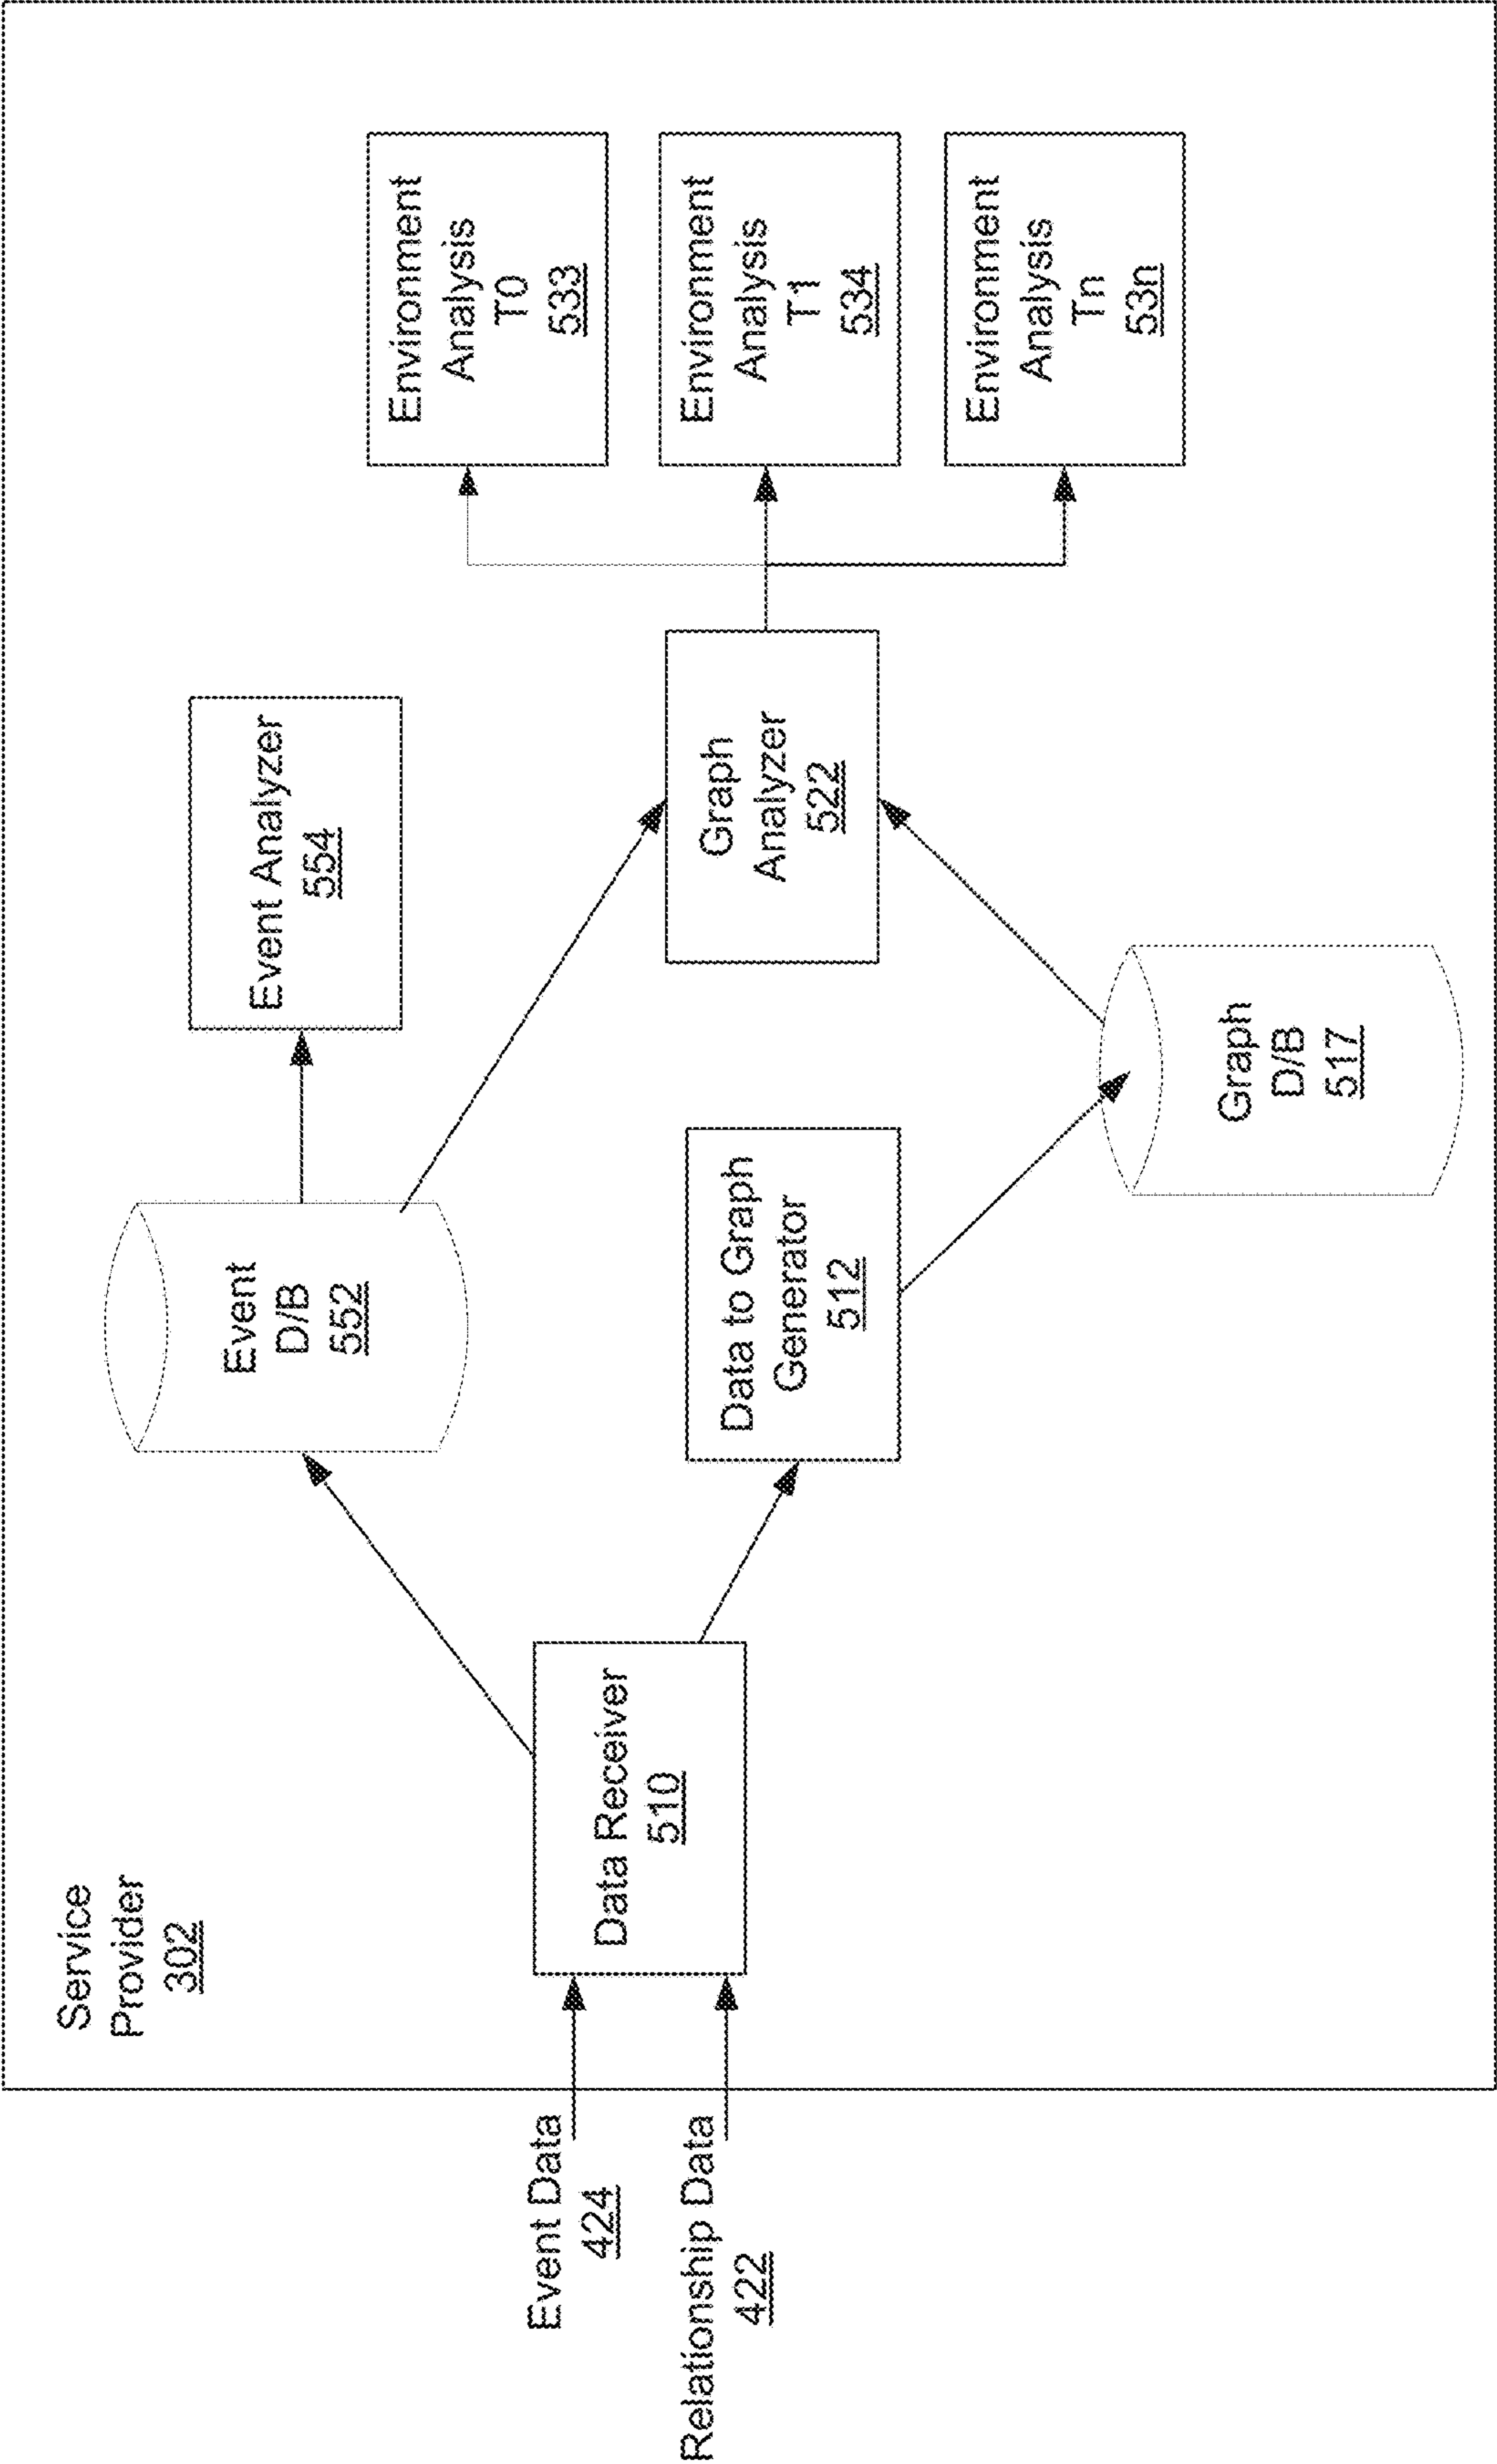 Service
Provider
302
Event Data
424
Relationship Data
422
Data Receiver
510
Event
D/B
552
Data to Graph
Generator
512
Graph
D/B
517
Event Analyzer
554
Graph
Analyzer
522
Environment
Analysis
T0
533
Environment
Analysis
T1
534
Environment
Analysis
Tn
53n